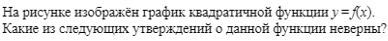 На рисунке изображён график квадратичной функции y = f(x).
Какие из следующих утверждений о данной функции неверны?